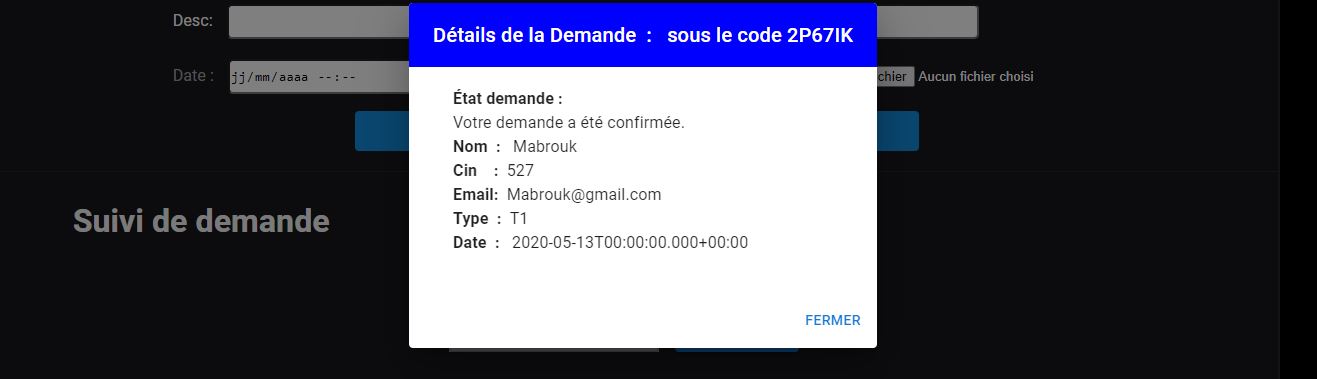 Desc:
Détails de la Demande : sous le code 2P67IK
Date :
jj/mm/aaaa --:--
chier
Aucun fichier choisi
État demande :
Votre demande a été confirmée.
Nom : Mabrouk
Cin : 527
Email: Mabrouk@gmail.com
Type : T1
Date : 2020-05-13T00:00:00.000+00:00
Suivi de demande
FERMER